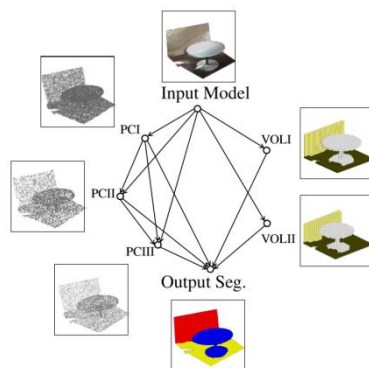 Input Model
PCI
VOLI
PCII
VOLII
PCIII
Output Seg.